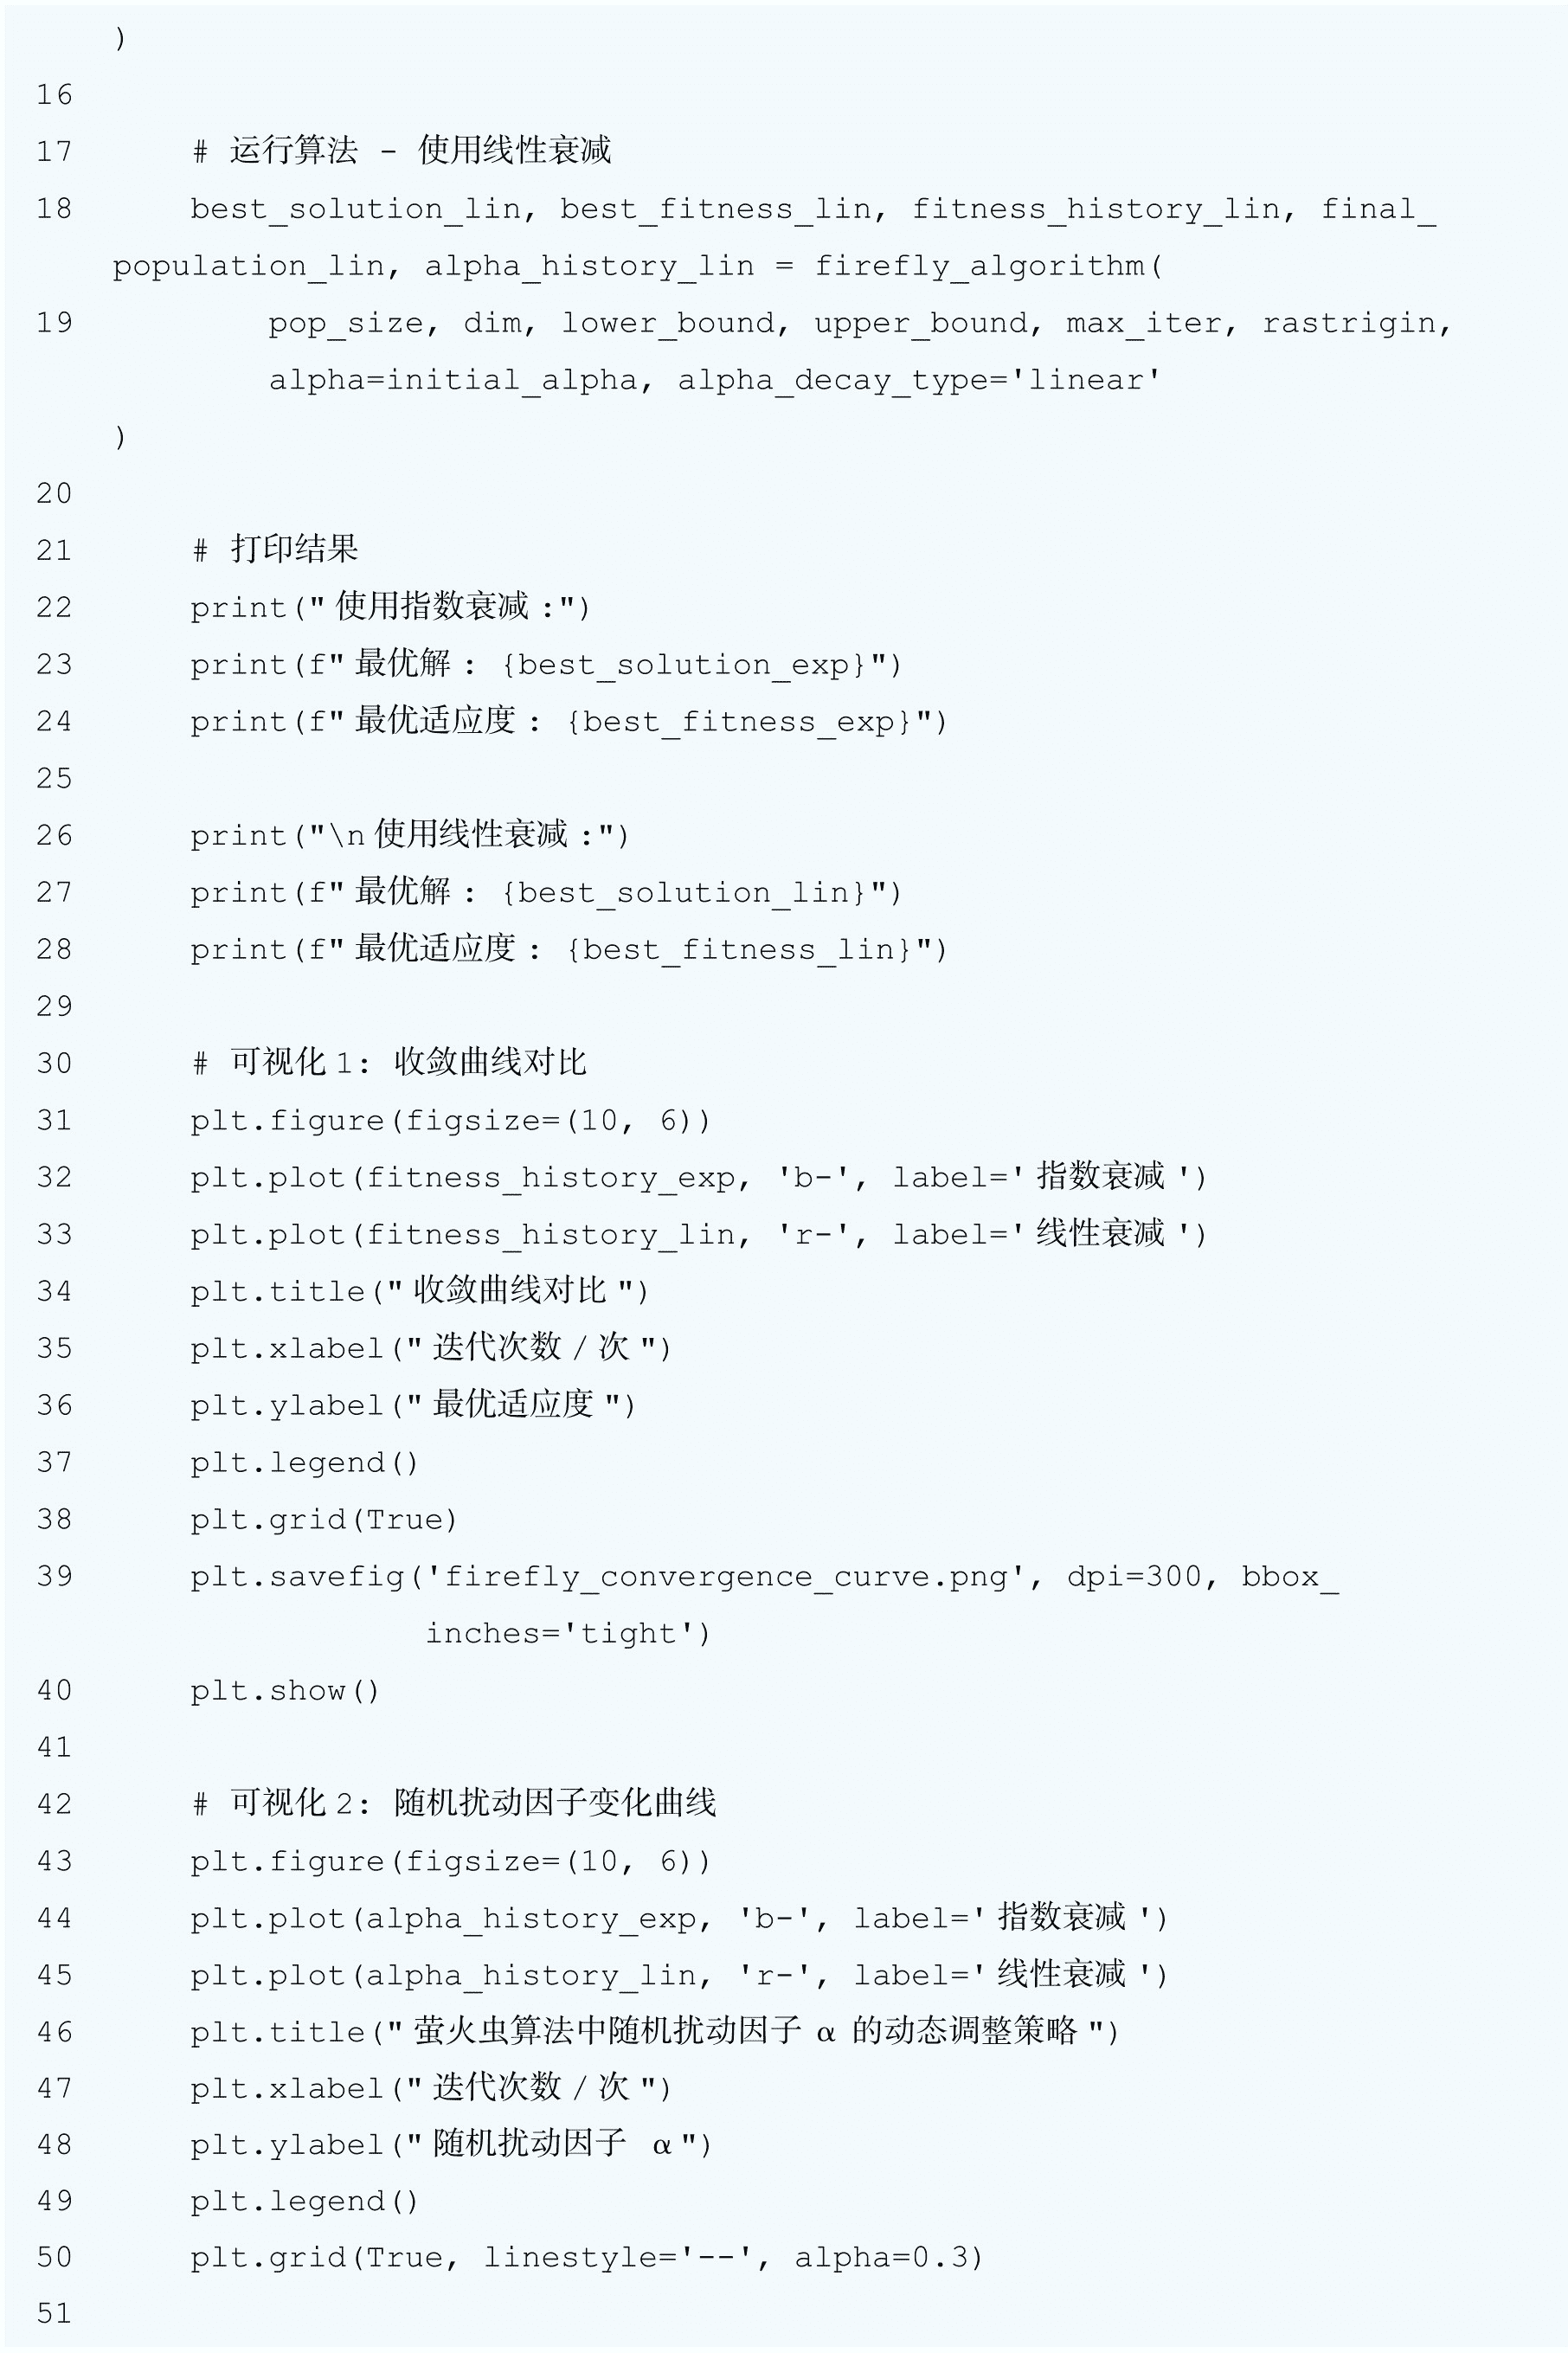 )
16
17      # 运行算法 - 使用线性衰减
18      best_solution_lin, best_fitness_lin, fitness_history_lin, final_
population_lin, alpha_history_lin = firefly_algorithm(
19          pop_size, dim, lower_bound, upper_bound, max_iter, rastrigin,
            alpha=initial_alpha, alpha_decay_type='linear'
)
20
21      # 打印结果
22      print("使用指数衰减:")
23      print(f"最优解: {best_solution_exp}")
24      print(f"最优适应度: {best_fitness_exp}")
25
26      print("\n使用线性衰减:")
27      print(f"最优解: {best_solution_lin}")
28      print(f"最优适应度: {best_fitness_lin}")
29
30      # 可视化1: 收敛曲线对比
31      plt.figure(figsize=(10, 6))
32      plt.plot(fitness_history_exp, 'b-', label='指数衰减')
33      plt.plot(fitness_history_lin, 'r-', label='线性衰减')
34      plt.title("收敛曲线对比")
35      plt.xlabel("迭代次数/次")
36      plt.ylabel("最优适应度")
37      plt.legend()
38      plt.grid(True)
39      plt.savefig('firefly_convergence_curve.png', dpi=300, bbox_
                    inches='tight')
40      plt.show()
41
42      # 可视化2: 随机扰动因子变化曲线
43      plt.figure(figsize=(10, 6))
44      plt.plot(alpha_history_exp, 'b-', label='指数衰减')
45      plt.plot(alpha_history_lin, 'r-', label='线性衰减')
46      plt.title("萤火虫算法中随机扰动因子 α 的动态调整策略")
47      plt.xlabel("迭代次数/次")
48      plt.ylabel("随机扰动因子 α")
49      plt.legend()
50      plt.grid(True, linestyle='--', alpha=0.3)
51